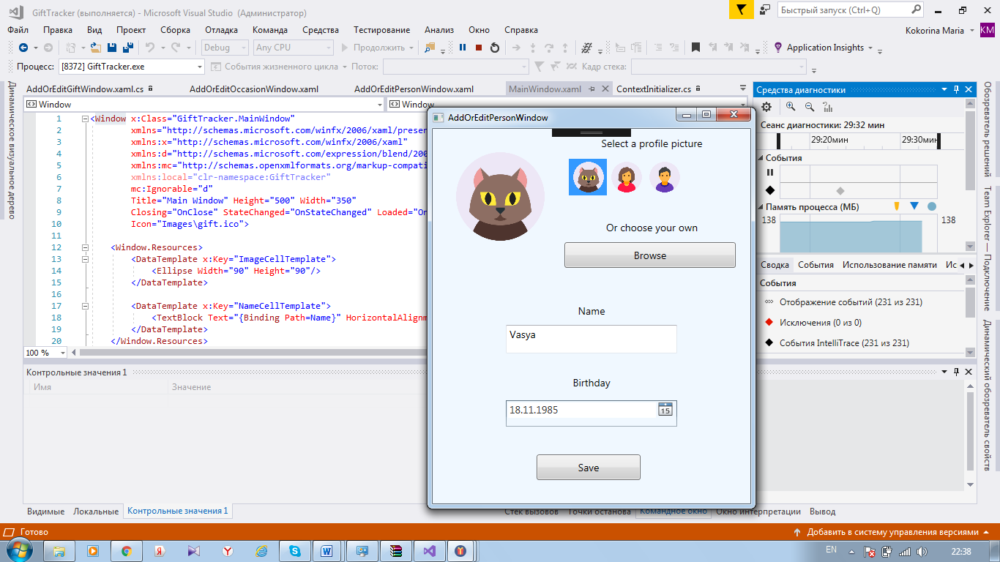 GiftTracker (выполняется) - Microsoft Visual Studio (Администратор)
Быстрый запуск (Ctrl+Q)
Файл Правка Вид Проект Сборка Отладка Команда Средства Тестирование Анализ Окно Справка
Kokorina Maria KM
Debug Any CPU Продолжить Application Insights
Процесс: [8372] GiftTracker.exe События жизненного цикла Поток: Кадр стека:
Динамическое визуальное дерево
AddOrEditGiftWindow.xaml.cs AddOrEditOccasionWindow.xaml AddOrEditPersonWindow.xaml MainWindow.xaml ContextInitializer.cs
Window Window
1 <Window x:Class="GiftTracker.MainWindow"
2 xmlns="http://schemas.microsoft.com/winfx/2006/xaml/presen
3 xmlns:x="http://schemas.microsoft.com/winfx/2006/xaml"
4 xmlns:d="http://schemas.microsoft.com/expression/blend/200
5 xmlns:mc="http://schemas.openxmlformats.org/markup-compati
6 xmlns:local="clr-namespace:GiftTracker"
7 mc:Ignorable="d"
8 Title="Main Window" Height="500" Width="350"
9 Closing="OnClose" StateChanged="OnStateChanged" Loaded="On
10 Icon="Images\gift.ico">
11
12 <Window.Resources>
13 <DataTemplate x:Key="ImageCellTemplate">
14 <Ellipse Width="90" Height="90"/>
15 </DataTemplate>
16
17 <DataTemplate x:Key="NameCellTemplate">
18 <TextBlock Text="{Binding Path=Name}" HorizontalAlignm
19 </DataTemplate>
20 </Window.Resources>
100 %
Контрольные значения 1
Имя Значение
AddOrEditPersonWindow
Select a profile picture
Or choose your own
Browse
Name
Vasya
Birthday
18.11.1985
15
Save
Средства диагностики
Сеанс диагностики: 29:32 мин
29:20мин 29:30мин
События
Память процесса (МБ)
138 138
Сводка События Использование памяти Ис
События
Отображение событий (231 из 231)
Исключения (0 из 0)
События IntelliTrace (231 из 231)
Обозреватель решений
Team Explorer — Подключение
Динамический обозреватель свойств
Видимые Локальные Контрольные значения 1
Стек вызовов Точки останова Командное окно Окно интерпретации Вывод
Готово
Добавить в систему управления версиями
EN 22:38